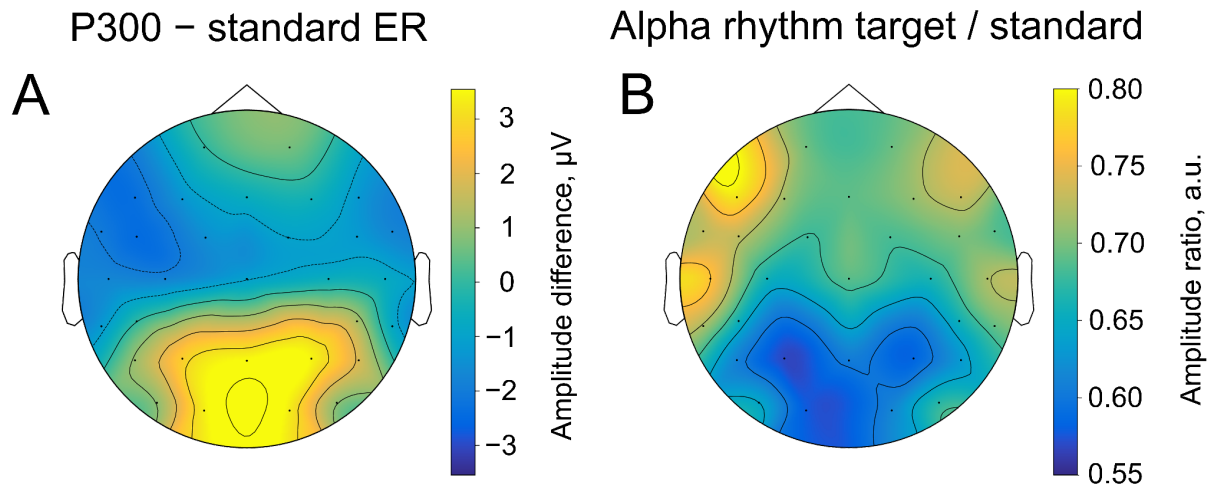 P300 − standard ER
Alpha rhythm target / standard
A
3
2
1
0
−1
−2
−3
Amplitude difference, μV
B
0.80
0.75
0.70
0.65
0.60
0.55
Amplitude ratio, a.u.